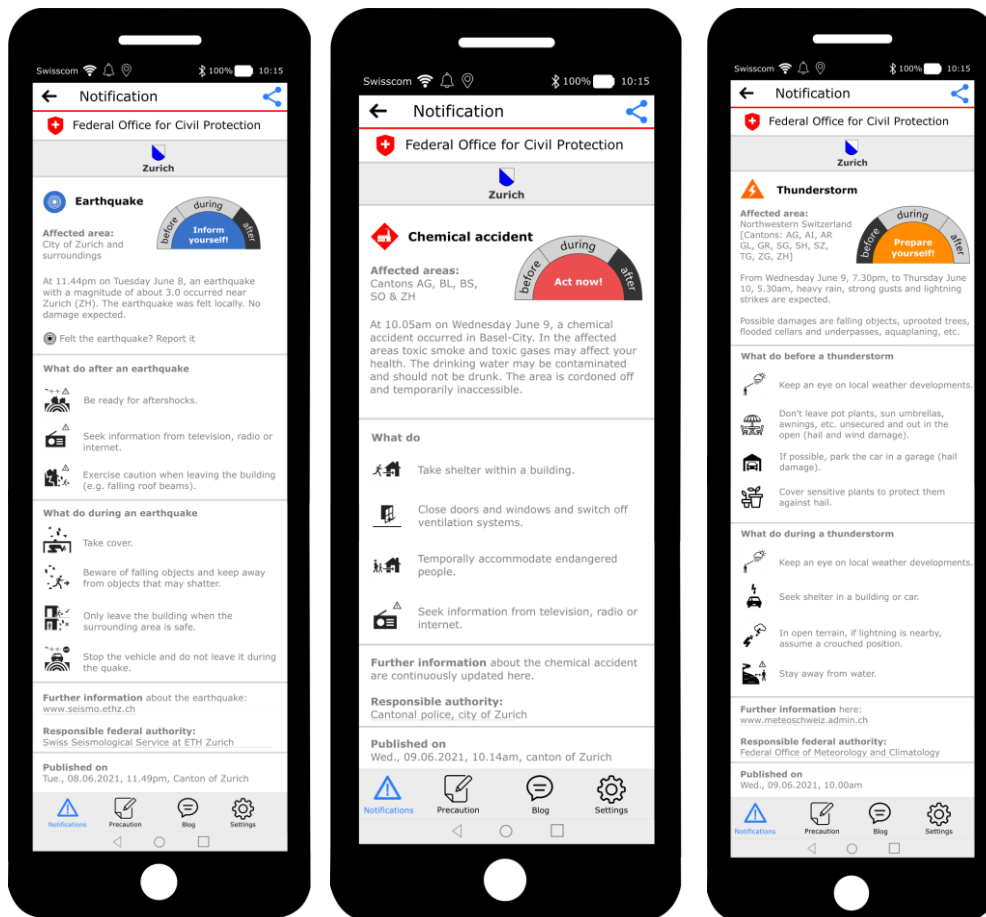 Swisscom 100% 10:15
Notification
Federal Office for Civil Protection
Zurich
Earthquake
before
during
after
Inform
yourself!
Affected area:
City of Zurich and
surroundings
At 11.44pm on Tuesday June 8, an earthquake
with a magnitude of about 3.0 occurred near
Zurich (ZH). The earthquake was felt locally. No
damage expected.
Felt the earthquake? Report it
What do after an earthquake
Be ready for aftershocks.
Seek information from television, radio or
internet.
Exercise caution when leaving the building
(e.g. falling roof beams).
What do during an earthquake
Take cover.
Beware of falling objects and keep away
from objects that may shatter.
Only leave the building when the
surrounding area is safe.
Stop the vehicle and do not leave it during
the quake.
Further information about the earthquake:
www.seismo.ethz.ch
Responsible federal authority:
Swiss Seismological Service at ETH Zurich
Published on
Tue., 08.06.2021, 11.49pm, Canton of Zurich
Notifications Precaution Blog Settings
Swisscom 100% 10:15
Notification
Federal Office for Civil Protection
Zurich
Chemical accident
before
during
after
Act now!
Affected areas:
Cantons AG, BL, BS,
SO & ZH
At 10.05am on Wednesday June 9, a chemical
accident occurred in Basel-City. In the affected
areas toxic smoke and toxic gases may affect your
health. The drinking water may be contaminated
and should not be drunk. The area is cordoned off
and temporarily inaccessible.
What do
Take shelter within a building.
Close doors and windows and switch off
ventilation systems.
Temporally accommodate endangered
people.
Seek information from television, radio or
internet.
Further information about the chemical accident
are continuously updated here.
Responsible authority:
Cantonal police, city of Zurich
Published on
Wed., 09.06.2021, 10.14am, canton of Zurich
Notifications Precaution Blog Settings
Swisscom 100% 10:15
Notification
Federal Office for Civil Protection
Zurich
Thunderstorm
before
during
after
Prepare
yourself!
Affected area:
Northwestern Switzerland
[Cantons: AG, AI, AR
GL, GR, SG, SH, SZ,
TG, ZG, ZH]
From Wednesday June 9, 7.30pm, to Thursday June
10, 5.30am, heavy rain, strong gusts and lightning
strikes are expected.
Possible damages are falling objects, uprooted trees,
flooded cellars and underpasses, aquaplaning, etc.
What do before a thunderstorm
Keep an eye on local weather developments.
Don't leave pot plants, sun umbrellas,
awnings, etc. unsecured and out in the
open (hail and wind damage).
If possible, park the car in a garage (hail
damage).
Cover sensitive plants to protect them
against hail.
What do during a thunderstorm
Keep an eye on local weather developments.
Seek shelter in a building or car.
In open terrain, if lightning is nearby,
assume a crouched position.
Stay away from water.
Further information here:
www.meteoschweiz.admin.ch
Responsible federal authority:
Federal Office of Meteorology and Climatology
Published on
Wed., 09.06.2021, 10.00am
Notifications Precaution Blog Settings